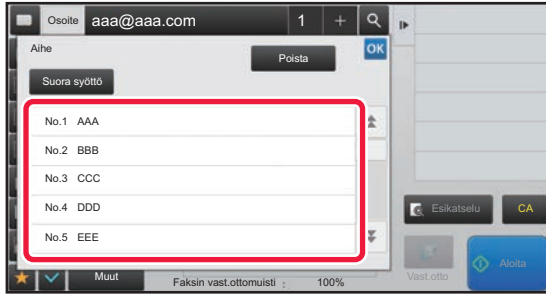 Osoite aaa@aaa.com 1 +
Aihe
Poista
OK
Suora syöttö
No.1 AAA
No.2 BBB
No.3 CCC
No.4 DDD
No.5 EEE
Esikatselu
CA
Muut
Faksin vast.ottomuisti : 100%
Vast.otto
Aloita